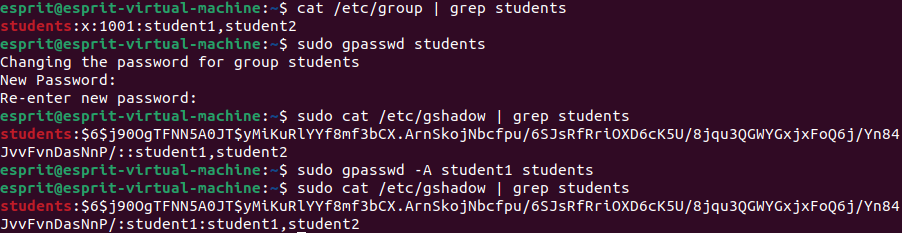 esprit@esprit-virtual-machine:~$ cat /etc/group | grep students
students:x:1001:student1,student2
esprit@esprit-virtual-machine:~$ sudo gpasswd students
Changing the password for group students
New Password:
Re-enter new password:
esprit@esprit-virtual-machine:~$ sudo cat /etc/gshadow | grep students
students:$6$j90OgTFNN5A0JT$yMiKuRlYYf8mf3bCX.ArnSkojNbcfpu/6SJsRfRriOXD6cK5U/8jqu3QGWYGxjxFoQ6j/Yn84
JvvFvnDasNnP/::student1,student2
esprit@esprit-virtual-machine:~$ sudo gpasswd -A student1 students
esprit@esprit-virtual-machine:~$ sudo cat /etc/gshadow | grep students
students:$6$j90OgTFNN5A0JT$yMiKuRlYYf8mf3bCX.ArnSkojNbcfpu/6SJsRfRriOXD6cK5U/8jqu3QGWYGxjxFoQ6j/Yn84
JvvFvnDasNnP/:student1:student1,student2